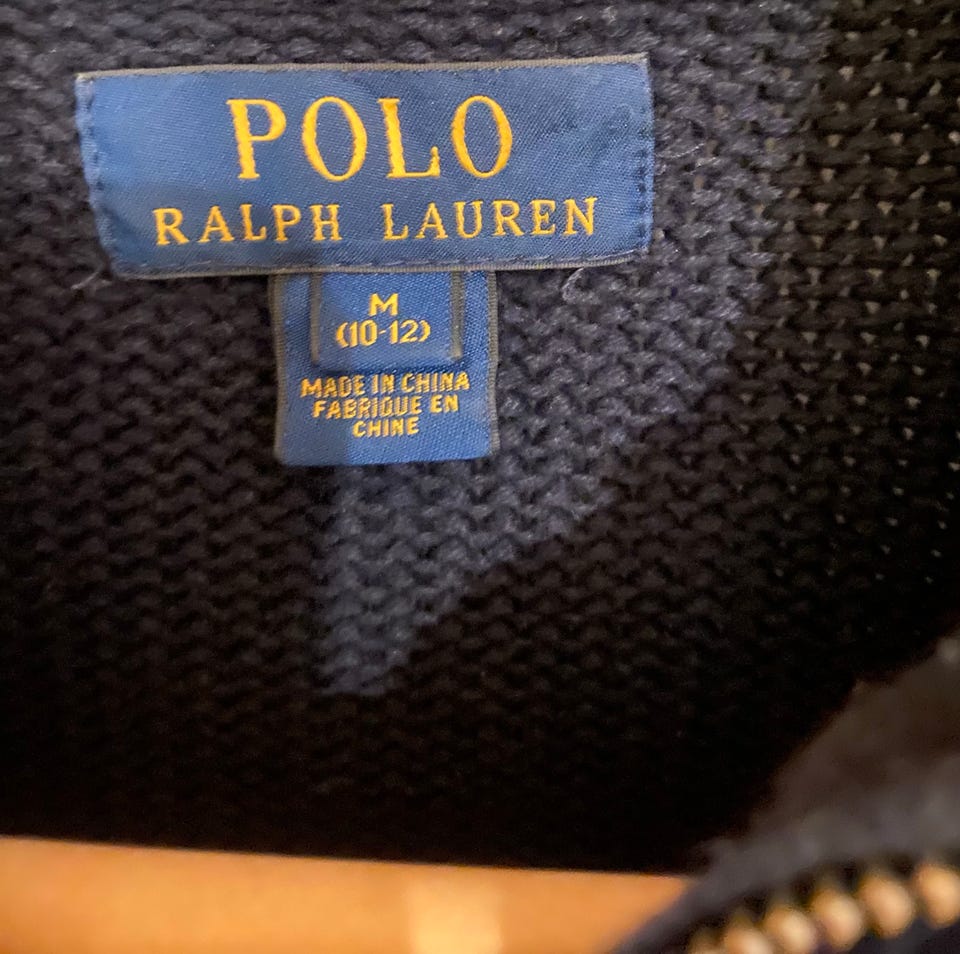 POLO
RALPH LAUREN
M
(10-12)
MADE IN CHINA
FABRIQUE EN
CHINE